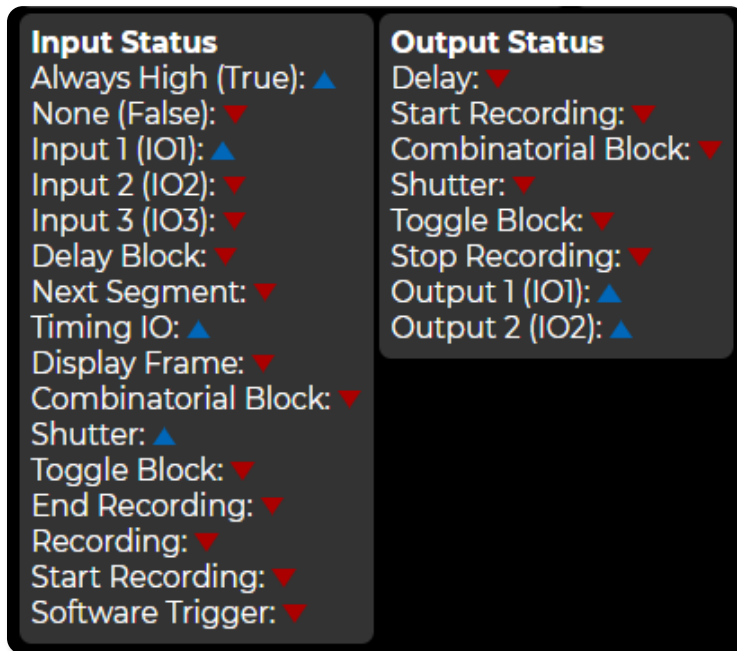 Input Status
Always High (True): ▲
None (False): ▼
Input 1 (IO1): ▲
Input 2 (IO2): ▼
Input 3 (IO3): ▼
Delay Block: ▼
Next Segment: ▼
Timing IO: ▲
Display Frame: ▼
Combinatorial Block: ▼
Shutter: ▲
Toggle Block: ▼
End Recording: ▼
Recording: ▼
Start Recording: ▼
Software Trigger: ▼
Output Status
Delay: ▼
Start Recording: ▼
Combinatorial Block: ▼
Shutter: ▼
Toggle Block: ▼
Stop Recording: ▼
Output 1 (IO1): ▲
Output 2 (IO2): ▲